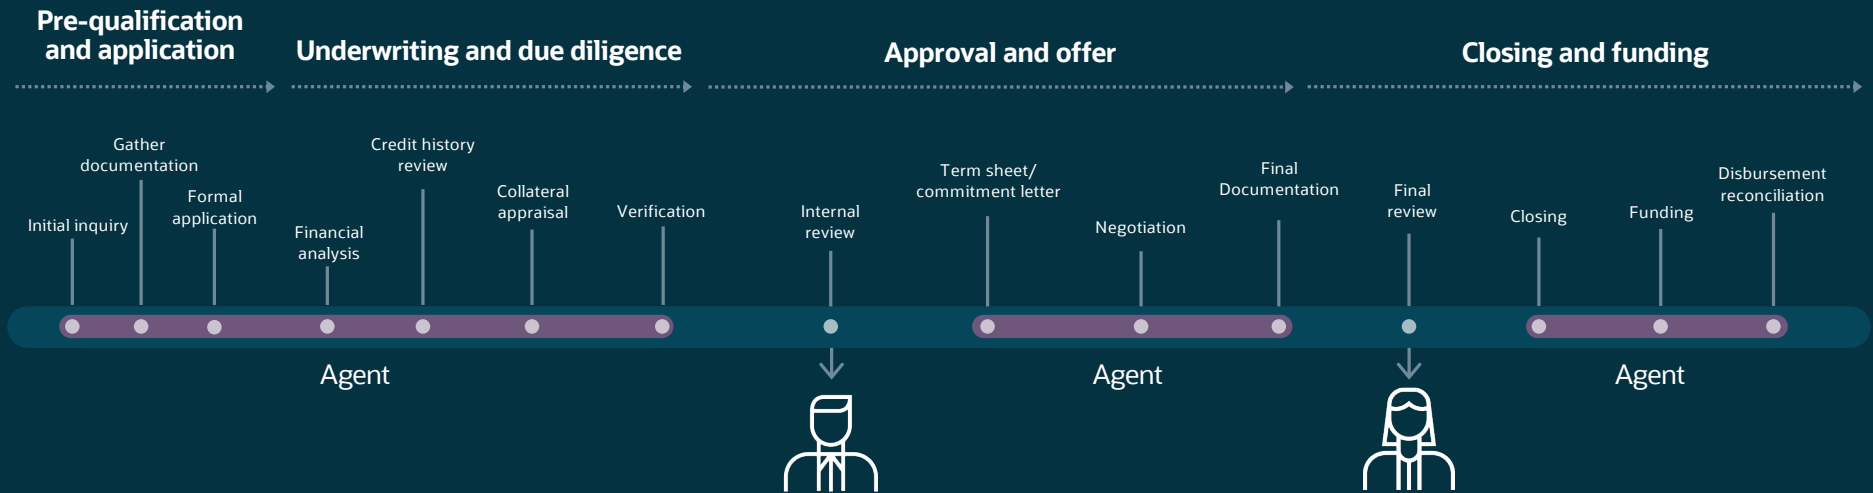 Pre-qualification
and application
Underwriting and due diligence
Approval and offer
Closing and funding
Initial inquiry
Gather
documentation
Formal
application
Financial
analysis
Credit history
review
Collateral
appraisal
Verification
Internal
review
Term sheet/
commitment letter
Negotiation
Final
Documentation
Final
review
Closing
Funding
Disbursement
reconciliation
Agent
Agent
Agent